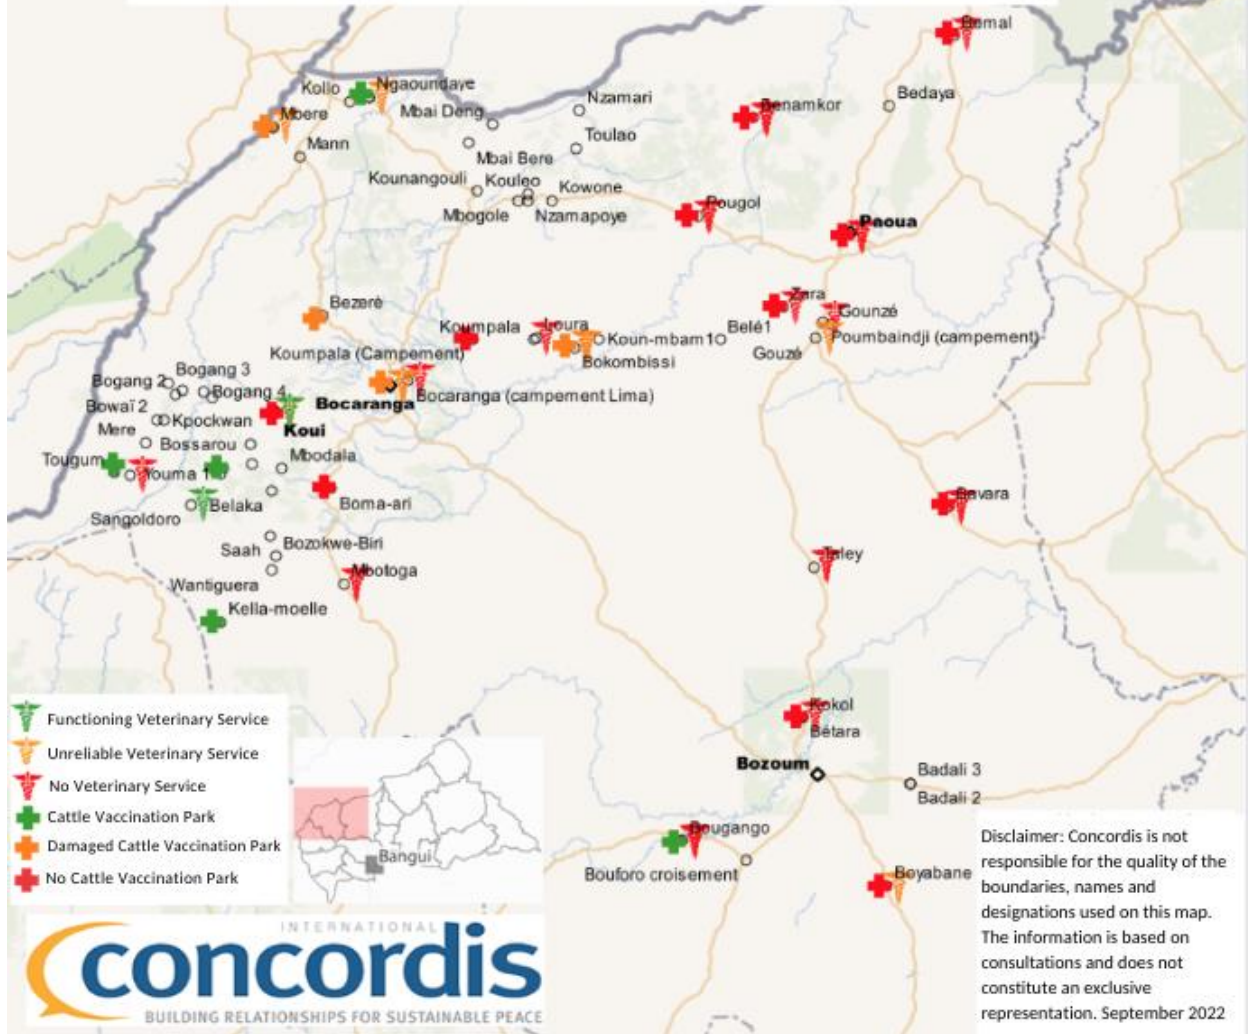 Bemal
Kollo
Ngaoundaye
Nzamari
Bedaya
Mbere
Mbai Deng
Benamkor
Toulao
Mann
Mbai Bere
Kounangouli
Kouleo
Kowone
Mbogole
Nzamapoye
Pougol
Paoua
Bezerè
Zara
Gounzé
Koumpala
Loura
Koun-mbam1
Belé1
Poumbaindji (campement)
Gouzé
Koumpala (Campement)
Bokombissi
Bogang 3
Bogang 2
Bogang 4
Bocaranga (campement Lima)
Bocaranga
Bowaï 2
Kpockwan
Koui
Mere
Bossarou
Mbodala
Tougum
Youma 1
Boma-ari
Belaka
Bavara
Sangoldoro
Bozokwe-Biri
Saah
Taley
Mbotoga
Wantiguera
Kella-moelle
Kokol
Bétara
Bozoum
Badali 3
Badali 2
Bougango
Bouforo croisement
Boyabane
Functioning Veterinary Service
Unreliable Veterinary Service
No Veterinary Service
Cattle Vaccination Park
Damaged Cattle Vaccination Park
No Cattle Vaccination Park
Bangui
INTERNATIONAL
concordis
BUILDING RELATIONSHIPS FOR SUSTAINABLE PEACE
Disclaimer: Concordis is not
responsible for the quality of the
boundaries, names and
designations used on this map.
The information is based on
consultations and does not
constitute an exclusive
representation. September 2022